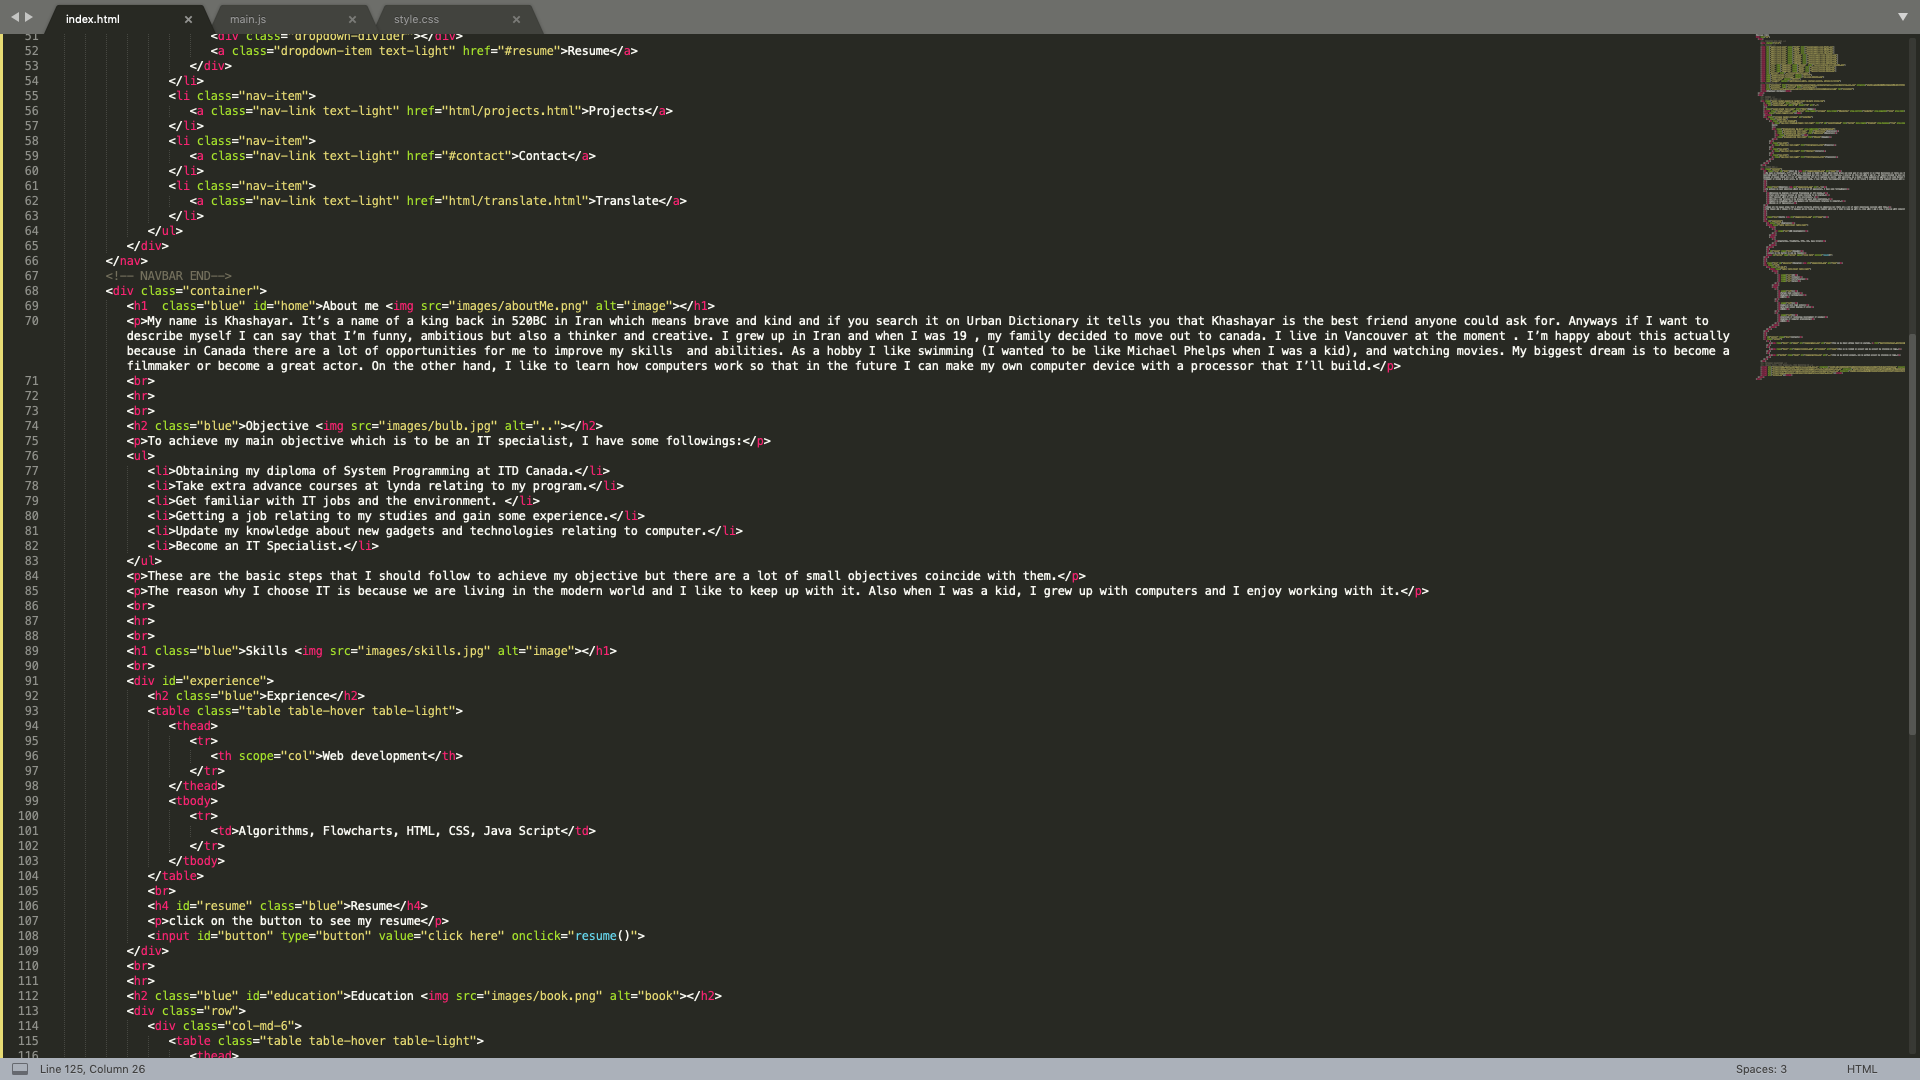 index.html × main.js × style.css ×
51 <div class="dropdown-divider"></div>
52 <a class="dropdown-item text-light" href="#resume">Resume</a>
53 </div>
54 </li>
55 <li class="nav-item">
56 <a class="nav-link text-light" href="html/projects.html">Projects</a>
57 </li>
58 <li class="nav-item">
59 <a class="nav-link text-light" href="#contact">Contact</a>
60 </li>
61 <li class="nav-item">
62 <a class="nav-link text-light" href="html/translate.html">Translate</a>
63 </li>
64 </ul>
65 </div>
66 </nav>
67 <!-- NAVBAR END-->
68 <div class="container">
69 <h1  class="blue" id="home">About me <img src="images/aboutMe.png" alt="image"></h1>
70 <p>My name is Khashayar. It’s a name of a king back in 520BC in Iran which means brave and kind and if you search it on Urban Dictionary it tells you that Khashayar is the best friend anyone could ask for. Anyways if I want to
describe myself I can say that I’m funny, ambitious but also a thinker and creative. I grew up in Iran and when I was 19 , my family decided to move out to canada. I live in Vancouver at the moment . I’m happy about this actually
because in Canada there are a lot of opportunities for me to improve my skills  and abilities. As a hobby I like swimming (I wanted to be like Michael Phelps when I was a kid), and watching movies. My biggest dream is to become a
filmmaker or become a great actor. On the other hand, I like to learn how computers work so that in the future I can make my own computer device with a processor that I’ll build.</p>
71 <br>
72 <hr>
73 <br>
74 <h2 class="blue">Objective <img src="images/bulb.jpg" alt=".."></h2>
75 <p>To achieve my main objective which is to be an IT specialist, I have some followings:</p>
76 <ul>
77 <li>Obtaining my diploma of System Programming at ITD Canada.</li>
78 <li>Take extra advance courses at lynda relating to my program.</li>
79 <li>Get familiar with IT jobs and the environment. </li>
80 <li>Getting a job relating to my studies and gain some experience.</li>
81 <li>Update my knowledge about new gadgets and technologies relating to computer.</li>
82 <li>Become an IT Specialist.</li>
83 </ul>
84 <p>These are the basic steps that I should follow to achieve my objective but there are a lot of small objectives coincide with them.</p>
85 <p>The reason why I choose IT is because we are living in the modern world and I like to keep up with it. Also when I was a kid, I grew up with computers and I enjoy working with it.</p>
86 <br>
87 <hr>
88 <br>
89 <h1 class="blue">Skills <img src="images/skills.jpg" alt="image"></h1>
90 <br>
91 <div id="experience">
92 <h2 class="blue">Exprience</h2>
93 <table class="table table-hover table-light">
94 <thead>
95 <tr>
96 <th scope="col">Web development</th>
97 </tr>
98 </thead>
99 <tbody>
100 <tr>
101 <td>Algorithms, Flowcharts, HTML, CSS, Java Script</td>
102 </tr>
103 </tbody>
104 </table>
105 <br>
106 <h4 id="resume" class="blue">Resume</h4>
107 <p>click on the button to see my resume</p>
108 <input id="button" type="button" value="click here" onclick="resume()">
109 </div>
110 <br>
111 <hr>
112 <h2 class="blue" id="education">Education <img src="images/book.png" alt="book"></h2>
113 <div class="row">
114 <div class="col-md-6">
115 <table class="table table-hover table-light">
116 <thead>
Line 125, Column 26 Spaces: 3 HTML